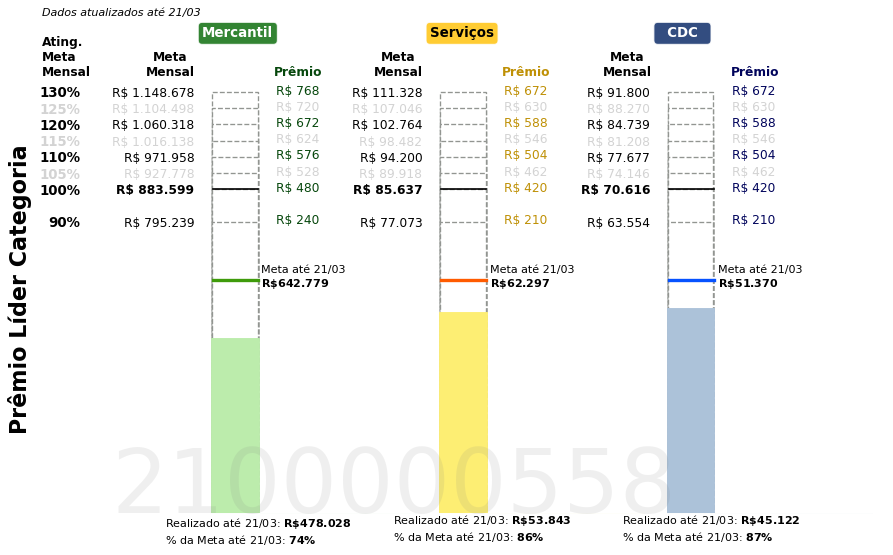 Dados atualizados até 21/03
Mercantil Serviços CDC
Ating.
Meta Meta Meta Meta
Mensal Mensal Prêmio Mensal Prêmio Mensal Prêmio
130% R$ 1.148.678 R$ 768 R$ 111.328 R$ 672 R$ 91.800 R$ 672
125% R$ 1.104.498 R$ 720 R$ 107.046 R$ 630 R$ 88.270 R$ 630
120% R$ 1.060.318 R$ 672 R$ 102.764 R$ 588 R$ 84.739 R$ 588
115% R$ 1.016.138 R$ 624 R$ 98.482 R$ 546 R$ 81.208 R$ 546
110% R$ 971.958 R$ 576 R$ 94.200 R$ 504 R$ 77.677 R$ 504
105% R$ 927.778 R$ 528 R$ 89.918 R$ 462 R$ 74.146 R$ 462
100% R$ 883.599 R$ 480 R$ 85.637 R$ 420 R$ 70.616 R$ 420
90% R$ 795.239 R$ 240 R$ 77.073 R$ 210 R$ 63.554 R$ 210
Meta até 21/03 Meta até 21/03 Meta até 21/03
R$642.779 R$62.297 R$51.370
Prêmio Líder Categoria
2100000558
Realizado até 21/03: R$478.028 Realizado até 21/03: R$53.843 Realizado até 21/03: R$45.122
% da Meta até 21/03: 74% % da Meta até 21/03: 86% % da Meta até 21/03: 87%